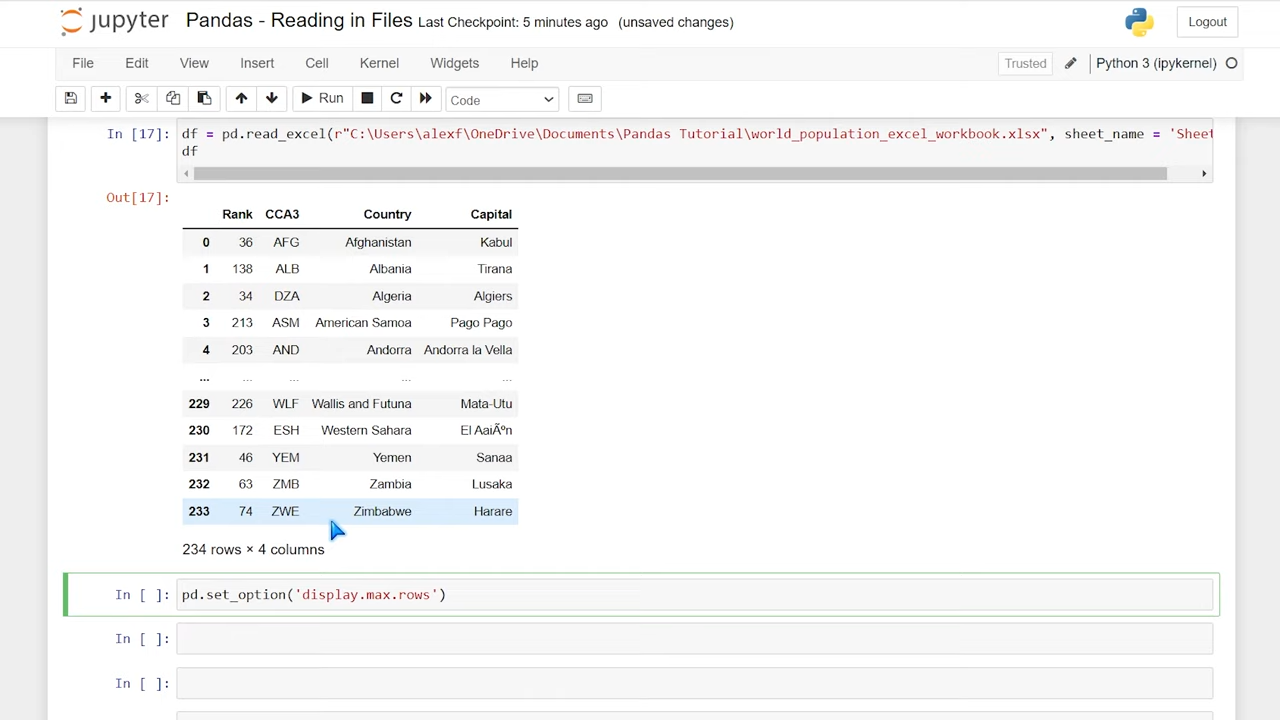 jupyter Pandas - Reading in Files Last Checkpoint: 5 minutes ago (unsaved changes) Logout
File Edit View Insert Cell Kernel Widgets Help Trusted Python 3 (ipykernel)
Run Code
In [17]: df = pd.read_excel(r"C:\Users\alexf\OneDrive\Documents\Pandas Tutorial\world_population_excel_workbook.xlsx", sheet_name = 'Sheet
df
Out[17]:
Rank CCA3 Country Capital
0 36 AFG Afghanistan Kabul
1 138 ALB Albania Tirana
2 34 DZA Algeria Algiers
3 213 ASM American Samoa Pago Pago
4 203 AND Andorra Andorra la Vella
... ... ... ... ...
229 226 WLF Wallis and Futuna Mata-Utu
230 172 ESH Western Sahara El AaiÃºn
231 46 YEM Yemen Sanaa
232 63 ZMB Zambia Lusaka
233 74 ZWE Zimbabwe Harare
234 rows × 4 columns
In [ ]: pd.set_option('display.max.rows')
In [ ]:
In [ ]: